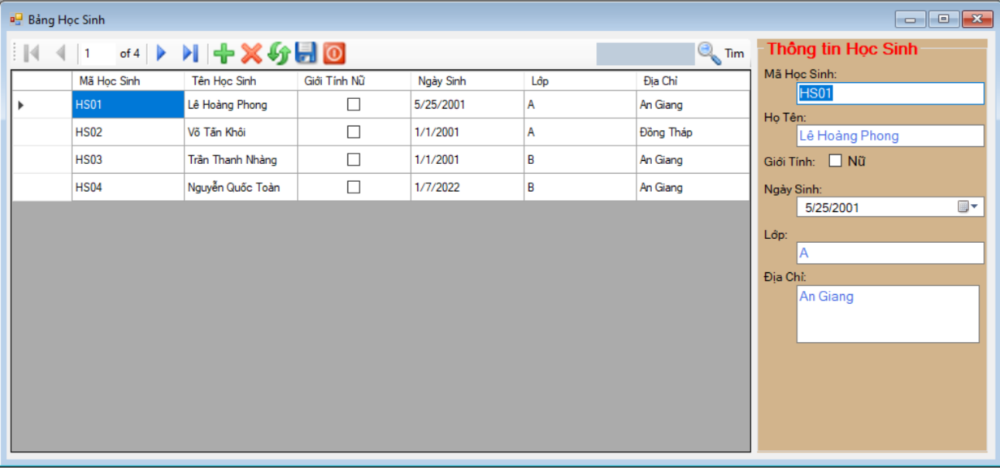 Bảng Học Sinh
1 of 4 Tìm
Mã Học Sinh Tên Học Sinh Giới Tính Nữ Ngày Sinh Lớp Địa Chỉ
HS01 Lê Hoàng Phong 5/25/2001 A An Giang
HS02 Võ Tấn Khôi 1/1/2001 A Đồng Tháp
HS03 Trần Thanh Nhàng 1/1/2001 B An Giang
HS04 Nguyễn Quốc Toàn 1/7/2022 B An Giang
Thông tin Học Sinh
Mã Học Sinh:
HS01
Họ Tên:
Lê Hoàng Phong
Giới Tính: Nữ
Ngày Sinh:
5/25/2001
Lớp:
A
Địa Chỉ:
An Giang